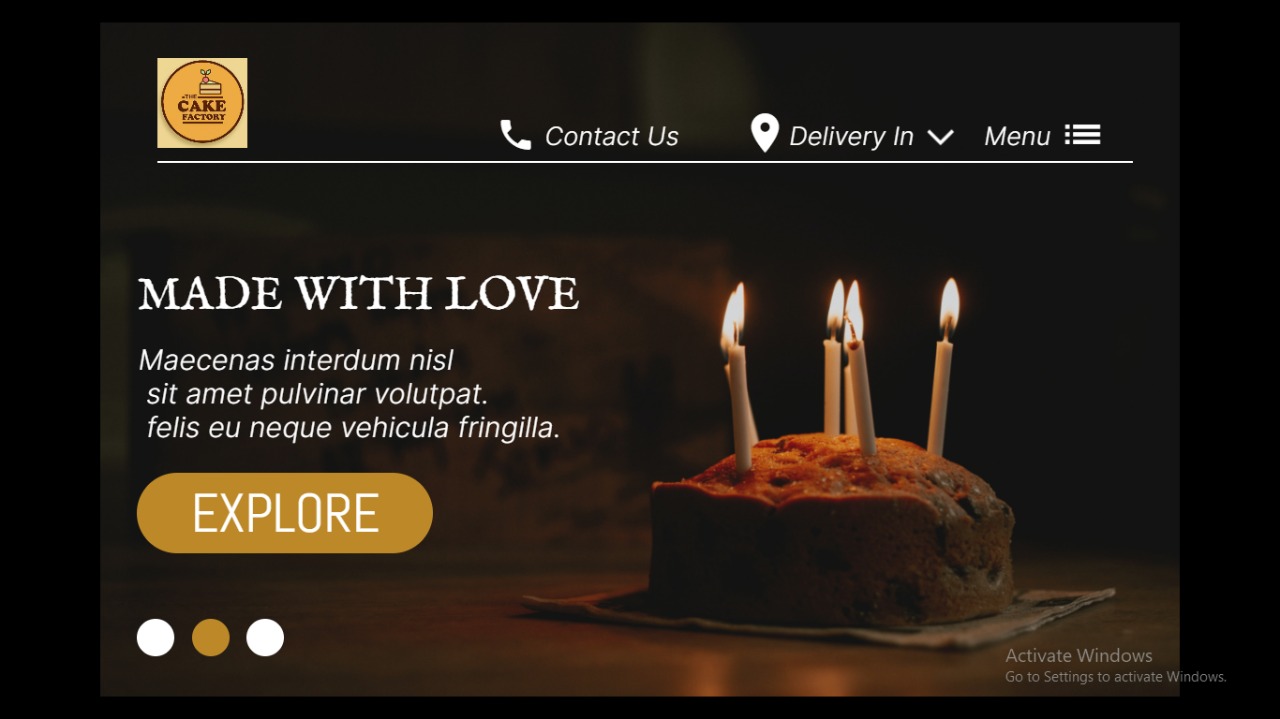 THE
CAKE
FACTORY
Contact Us
Delivery In
Menu
MADE WITH LOVE
Maecenas interdum nisl
sit amet pulvinar volutpat.
felis eu neque vehicula fringilla.
EXPLORE
Activate Windows
Go to Settings to activate Windows.